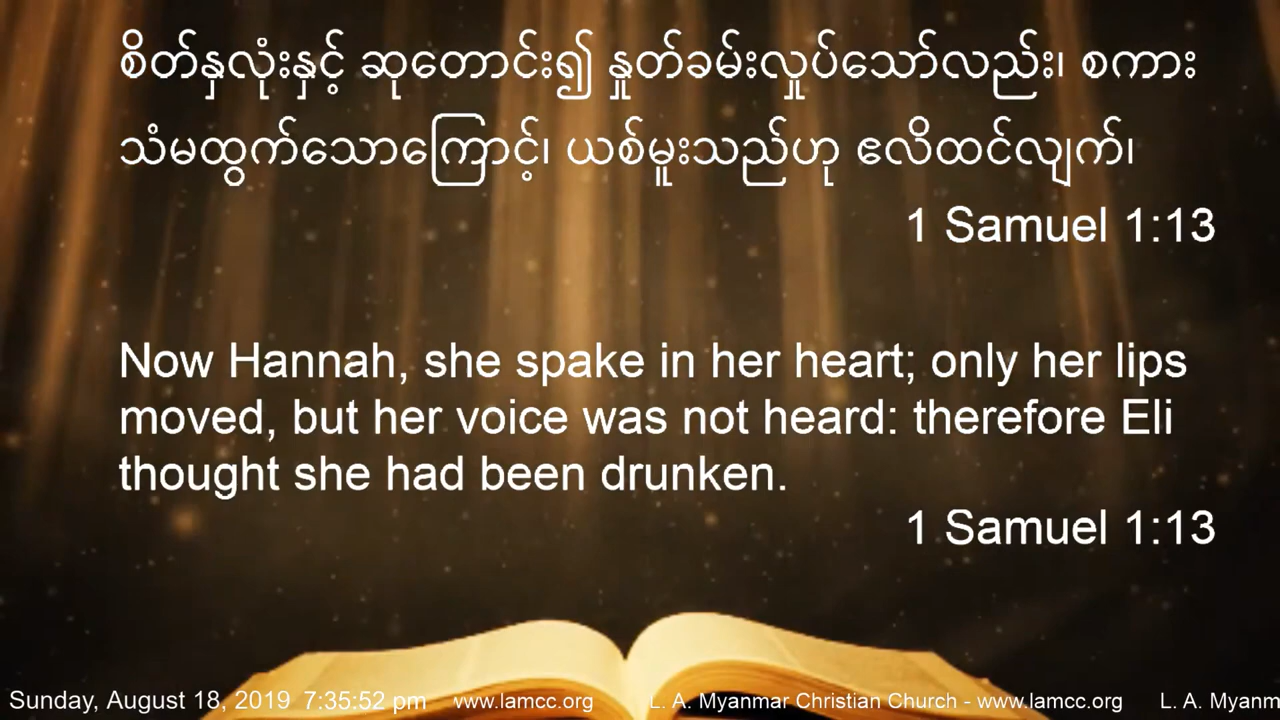 စိတ်နှလုံးနှင့် ဆုတောင်း၍ နှုတ်ခမ်းလှုပ်သော်လည်း၊ စကား
သံမထွက်သောကြောင့်၊ ယစ်မူးသည်ဟု ဧလိထင်လျက်၊
1 Samuel 1:13
Now Hannah, she spake in her heart; only her lips
moved, but her voice was not heard: therefore Eli
thought she had been drunken.
1 Samuel 1:13
Sunday, August 18, 2019 7:35:52 pm www.lamcc.org L. A. Myanmar Christian Church - www.lamcc.org L. A. Myanm